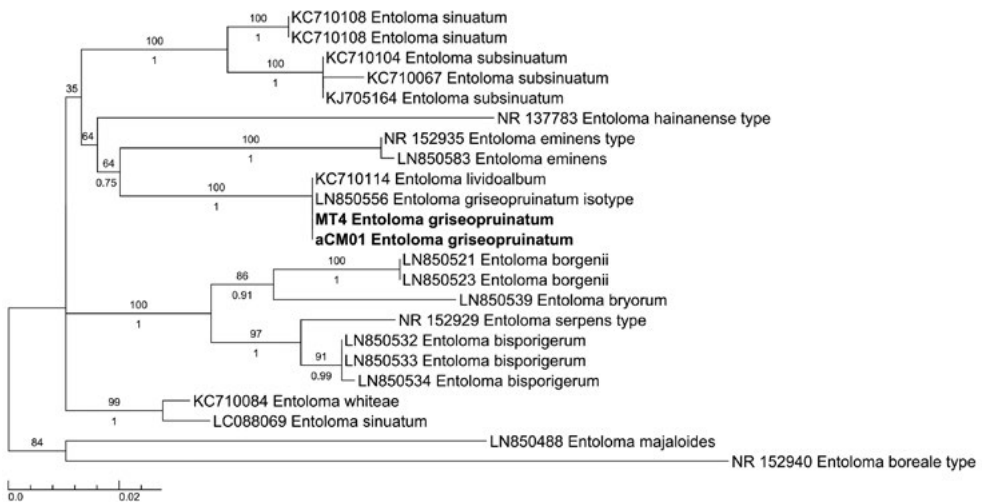 100
KC710108 Entoloma sinuatum
1
KC710108 Entoloma sinuatum
100
1
KC710104 Entoloma subsinuatum
100
KC710067 Entoloma subsinuatum
1
KJ705164 Entoloma subsinuatum
35
NR 137783 Entoloma hainanense type
64
100
NR 152935 Entoloma eminens type
1
LN850583 Entoloma eminens
64
0.75
KC710114 Entoloma lividoalbum
100
LN850556 Entoloma griseopruinatum isotype
1
MT4 Entoloma griseopruinatum
aCM01 Entoloma griseopruinatum
100
LN850521 Entoloma borgenii
1
LN850523 Entoloma borgenii
86
0.91
LN850539 Entoloma bryorum
100
1
NR 152929 Entoloma serpens type
97
1
LN850532 Entoloma bisporigerum
91
LN850533 Entoloma bisporigerum
0.99
LN850534 Entoloma bisporigerum
99
KC710084 Entoloma whiteae
1
LC088069 Entoloma sinuatum
84
LN850488 Entoloma majaloides
NR 152940 Entoloma boreale type
0.0 0.02